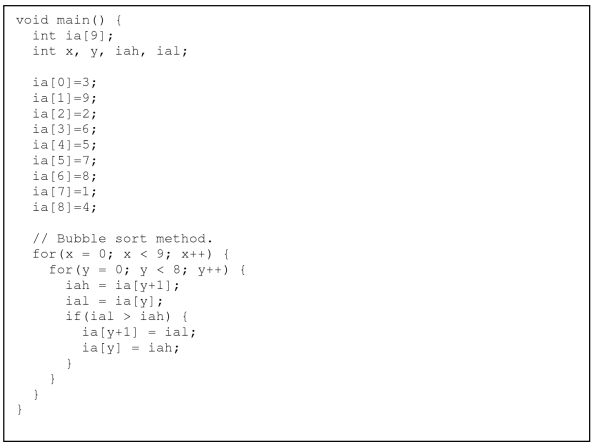 void main() {
  int ia[9];
  int x, y, iah, ial;

  ia[0]=3;
  ia[1]=9;
  ia[2]=2;
  ia[3]=6;
  ia[4]=5;
  ia[5]=7;
  ia[6]=8;
  ia[7]=1;
  ia[8]=4;

  // Bubble sort method.
  for(x = 0; x < 9; x++) {
    for(y = 0; y < 8; y++) {
      iah = ia[y+1];
      ial = ia[y];
      if(ial > iah) {
        ia[y+1] = ial;
        ia[y] = iah;
      }
    }
  }
}